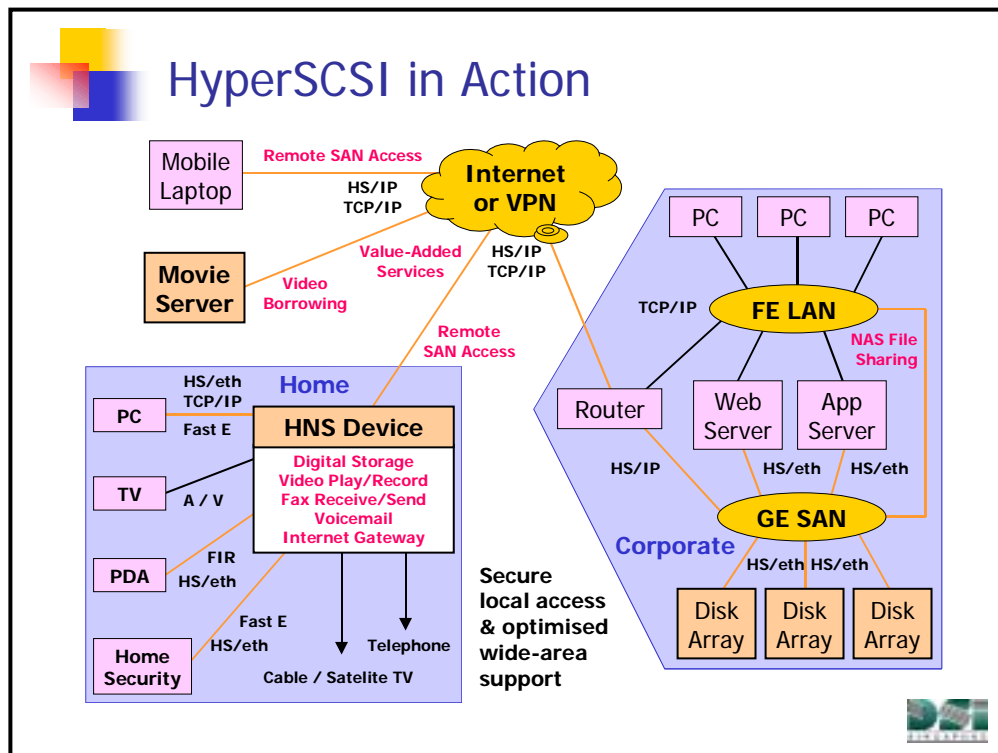 HyperSCSI in Action
Mobile
Laptop
Remote SAN Access
HS/IP
TCP/IP
Internet
or VPN
Movie
Server
Video
Borrowing
Value-Added
Services
HS/IP
TCP/IP
Remote
SAN Access
PC
PC
PC
TCP/IP
FE LAN
NAS File
Sharing
Router
Web
Server
App
Server
HS/IP
HS/eth
HS/eth
GE SAN
Corporate
HS/eth
HS/eth
Disk
Array
Disk
Array
Disk
Array
Home
PC
HS/eth
TCP/IP
Fast E
HNS Device
Digital Storage
Video Play/Record
Fax Receive/Send
Voicemail
Internet Gateway
TV
A / V
PDA
FIR
HS/eth
Home
Security
Fast E
HS/eth
Telephone
Cable / Satelite TV
Secure
local access
& optimised
wide-area
support
DSI
SINGAPORE